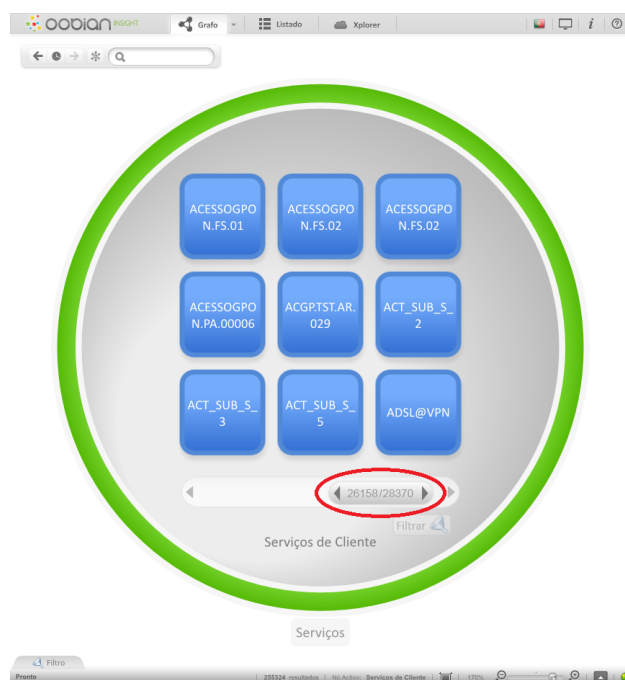 oobian INSIGHT Grafo Listado Xplorer i ?
ACESSOGPO
N.FS.01
ACESSOGPO
N.FS.02
ACESSOGPO
N.FS.02
ACESSOGPO
N.PA.00006
ACGP.TST.AR.
029
ACT_SUB_S_
2
ACT_SUB_S_
3
ACT_SUB_S_
5
ADSL@VPN
26158/28370
Filtrar
Serviços de Cliente
Serviços
Filtro
Pronto 255324 resultados Nó Activo: Serviços de Cliente 170%